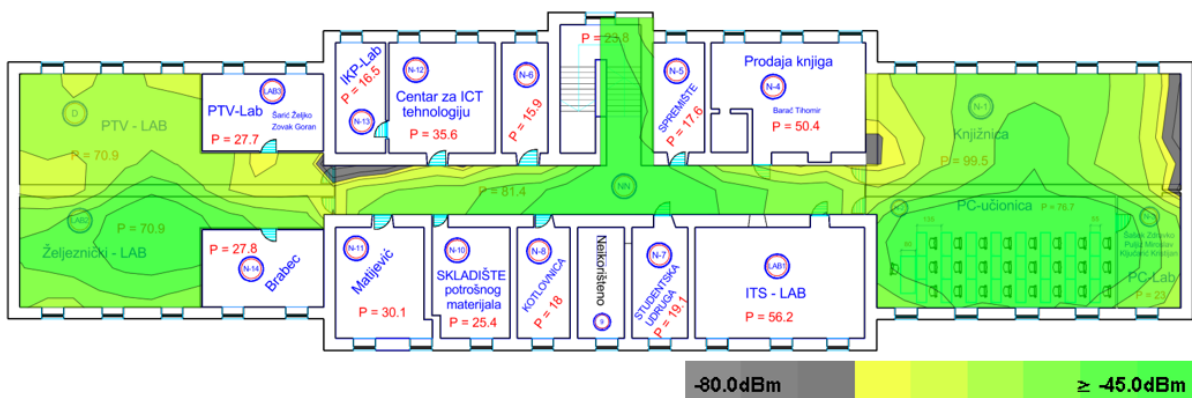 P = 23.8
D
PTV - LAB
P = 70.9
LAB3
PTV-Lab
Šarić Željko
Zovak Goran
P = 27.7
IKP-Lab
P = 16.5
N-13
N-12
Centar za ICT
tehnologiju
P = 35.6
N-6
P = 15.9
N-5
SPREMIŠTE
P = 17.6
Prodaja knjiga
N-4
Barać Tihomir
P = 50.4
N-1
Knjižnica
P = 99.5
P = 81.4
NN
LAB2
P = 70.9
Željeznički - LAB
P = 27.8
N-14
Brabec
N-11
Matijević
P = 30.1
N-10
SKLADIŠTE
potrošnog
materijala
P = 25.4
N-8
KOTLOVNICA
P = 18
Neikorišteno
9
N-7
STUDENTSKA
UDRUGA
P = 19.1
LAB1
ITS - LAB
P = 56.2
PC-učionica
P = 76.7
PC-Lab
P = 23
-80.0dBm
≥ -45.0dBm